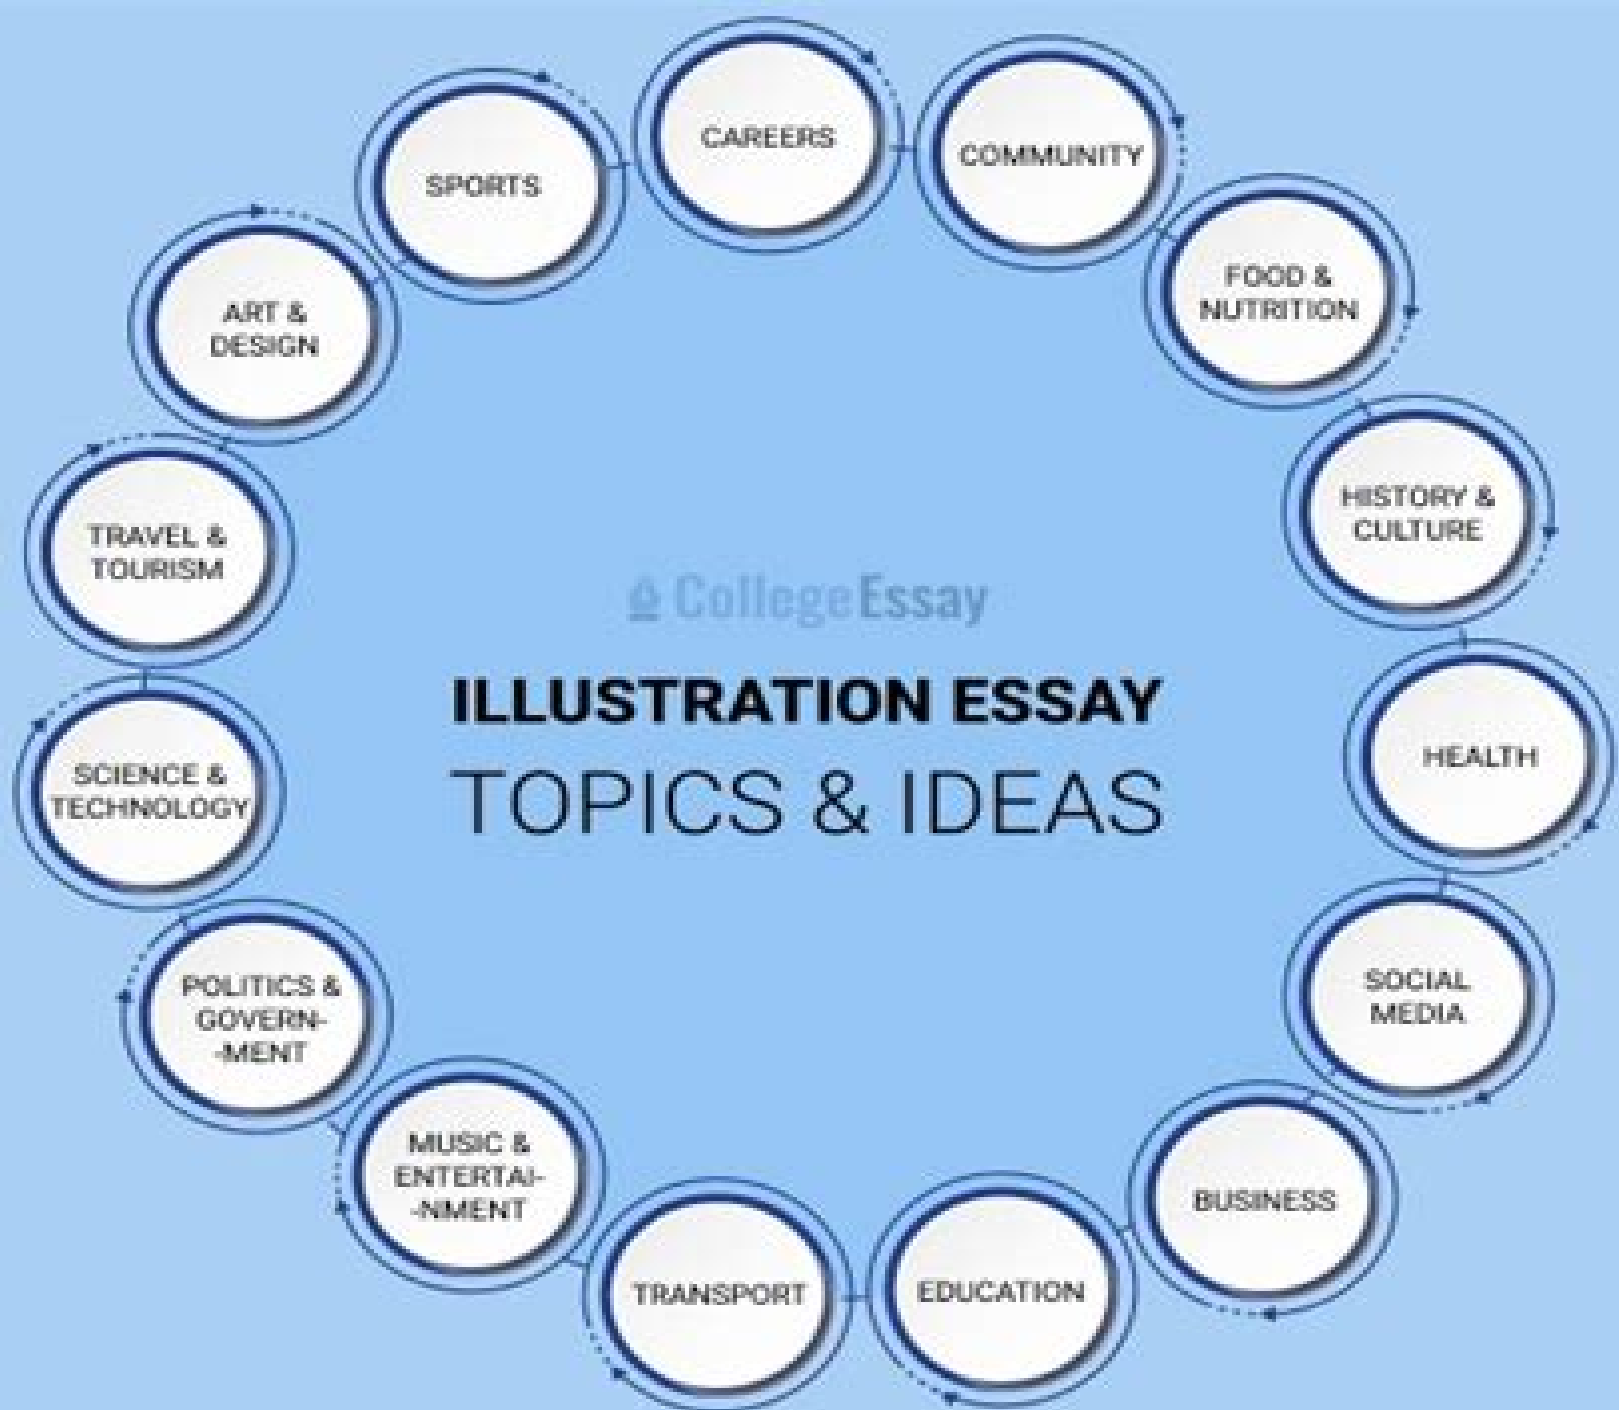 CAREERS
COMMUNITY
FOOD &
NUTRITION
HISTORY &
CULTURE
HEALTH
SOCIAL
MEDIA
BUSINESS
EDUCATION
TRANSPORT
MUSIC &
ENTERTAI-
-NMENT
POLITICS &
GOVERN-
-MENT
SCIENCE &
TECHNOLOGY
TRAVEL &
TOURISM
ART &
DESIGN
SPORTS
CollegeEssay
ILLUSTRATION ESSAY
TOPICS & IDEAS